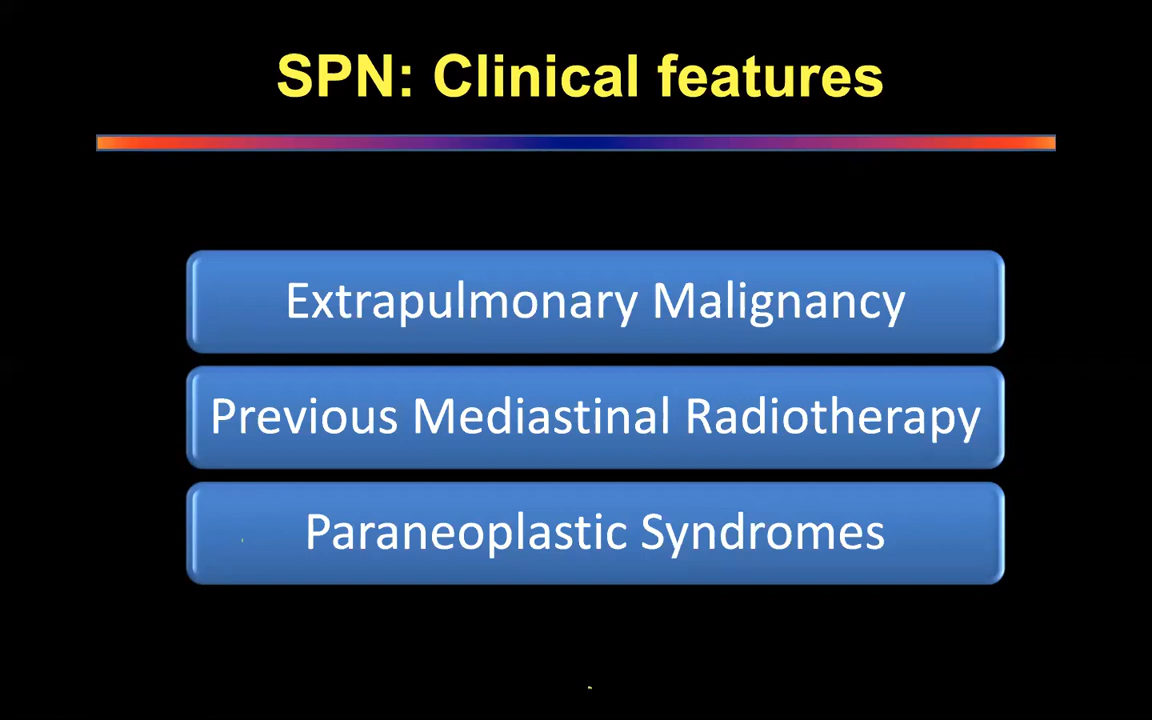 SPN: Clinical features
Extrapulmonary Malignancy
Previous Mediastinal Radiotherapy
Paraneoplastic Syndromes